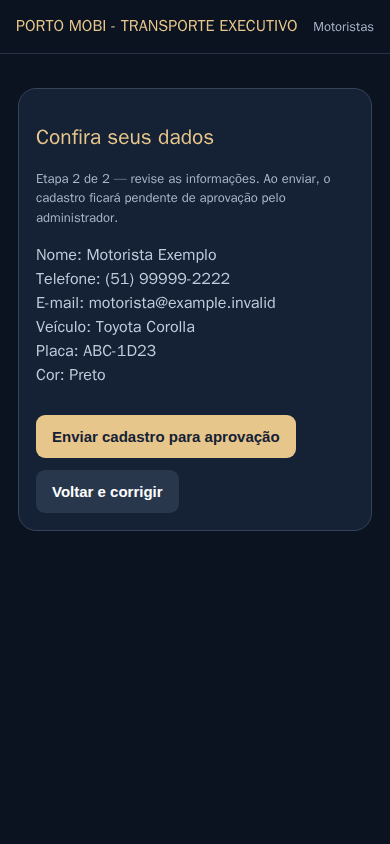 PORTO MOBI - TRANSPORTE EXECUTIVO Motoristas
Confira seus dados
Etapa 2 de 2 — revise as informações. Ao enviar, o
cadastro ficará pendente de aprovação pelo
administrador.
Nome: Motorista Exemplo
Telefone: (51) 99999-2222
E-mail: motorista@example.invalid
Veículo: Toyota Corolla
Placa: ABC-1D23
Cor: Preto
Enviar cadastro para aprovação
Voltar e corrigir